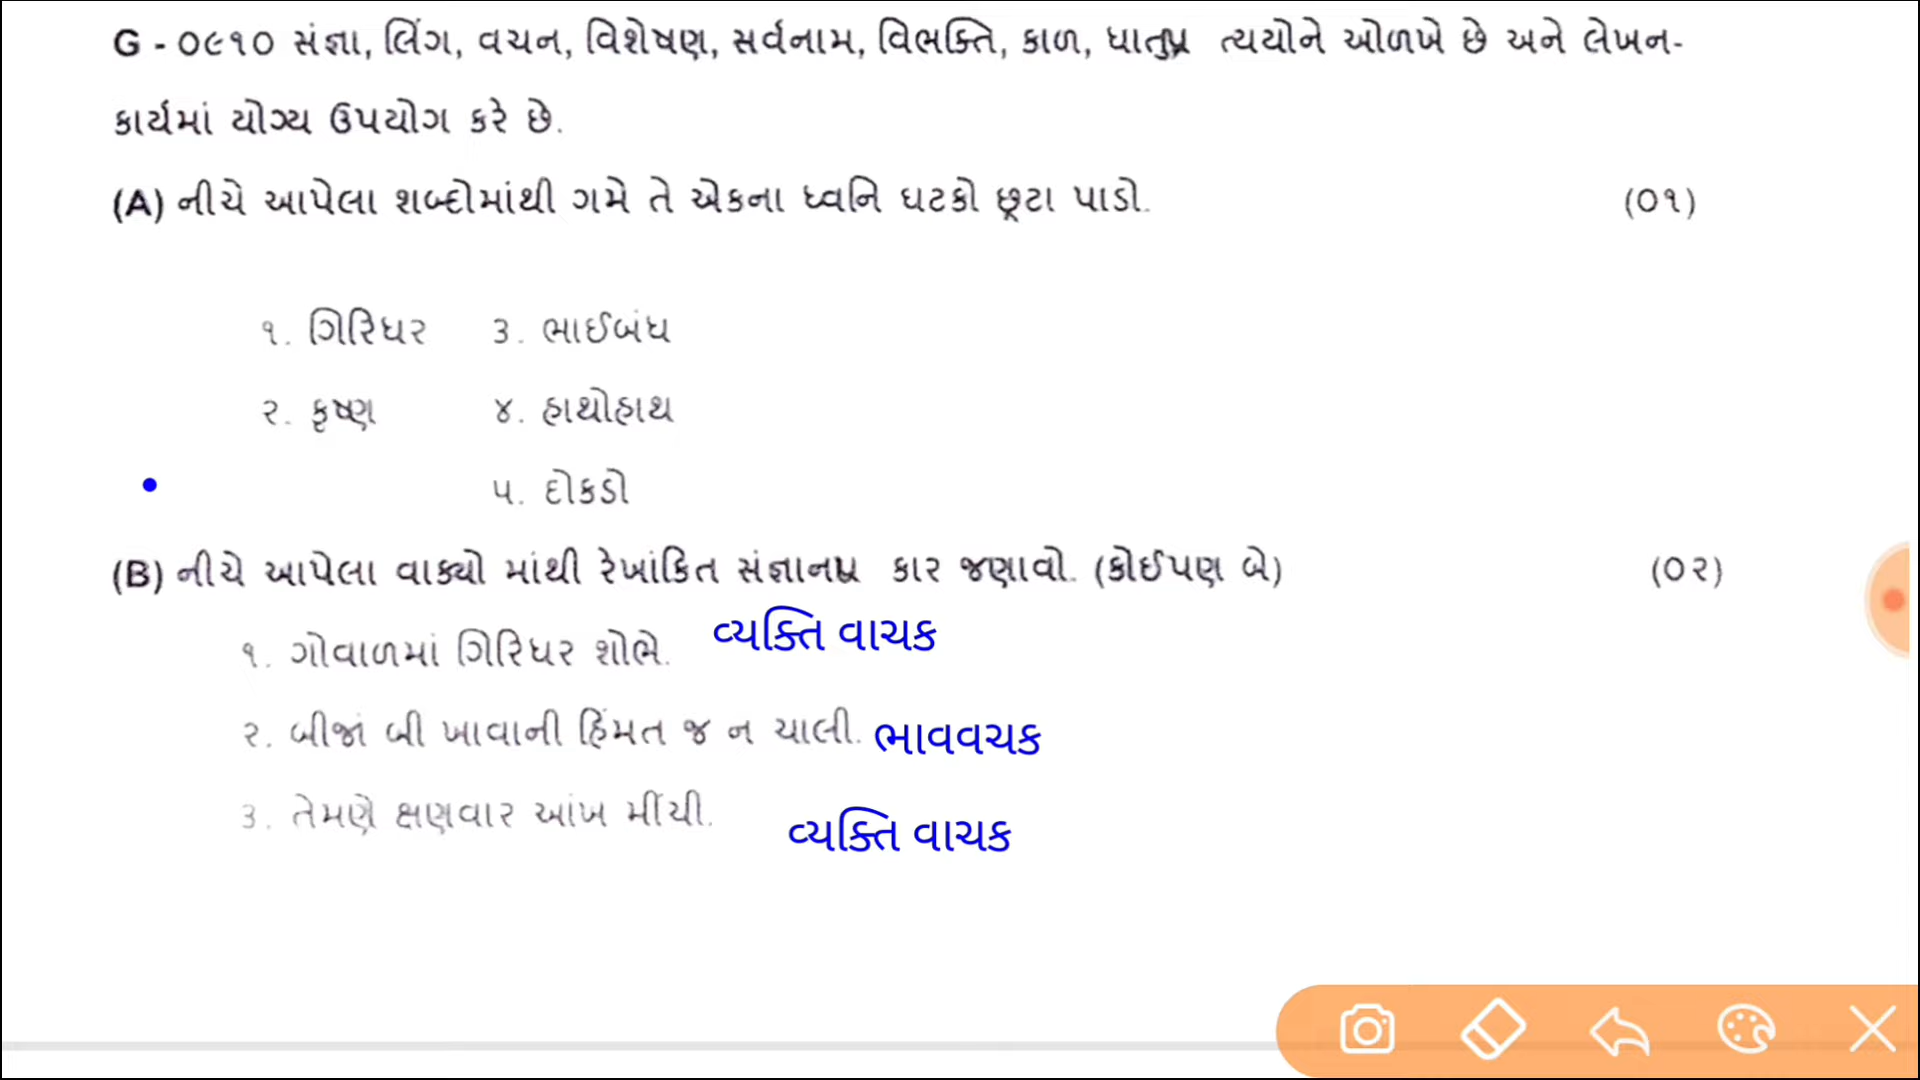 G - ૦૯૧૦ સંજ્ઞા, લિંગ, વચન, વિશેષણ, સર્વનામ, વિભક્તિ, કાળ, ધાતુપ્ર ત્યયોને ઓળખે છે અને લેખન-
કાર્યમાં યોગ્ય ઉપયોગ કરે છે.
(A) નીચે આપેલા શબ્દોમાંથી ગમે તે એકના ધ્વનિ ઘટકો છૂટા પાડો. (૦૧)
૧. ગિરિધર ૩. ભાઈબંધ
૨. કૃષ્ણ ૪. હાથોહાથ
૫. દોકડો
(B) નીચે આપેલા વાક્યો માંથી રેખાંકિત સંજ્ઞાનપ્ર કાર જણાવો. (કોઈપણ બે) (૦૨)
૧. ગોવાળમાં ગિરિધર શોભે. વ્યક્તિ વાચક
૨. બીજાં બી ખાવાની હિંમત જ ન ચાલી. ભાવવચક
૩. તેમણે ક્ષણવાર આંખ મીંચી. વ્યક્તિ વાચક